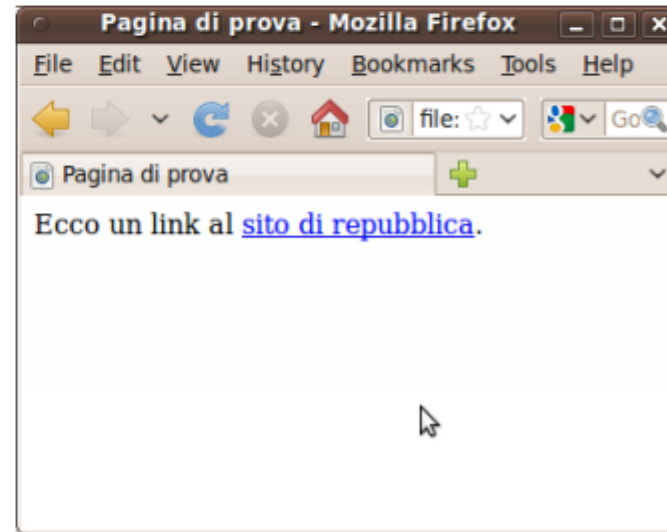 Pagina di prova - Mozilla Firefox
File Edit View History Bookmarks Tools Help
file: Go
Pagina di prova
Ecco un link al sito di repubblica.